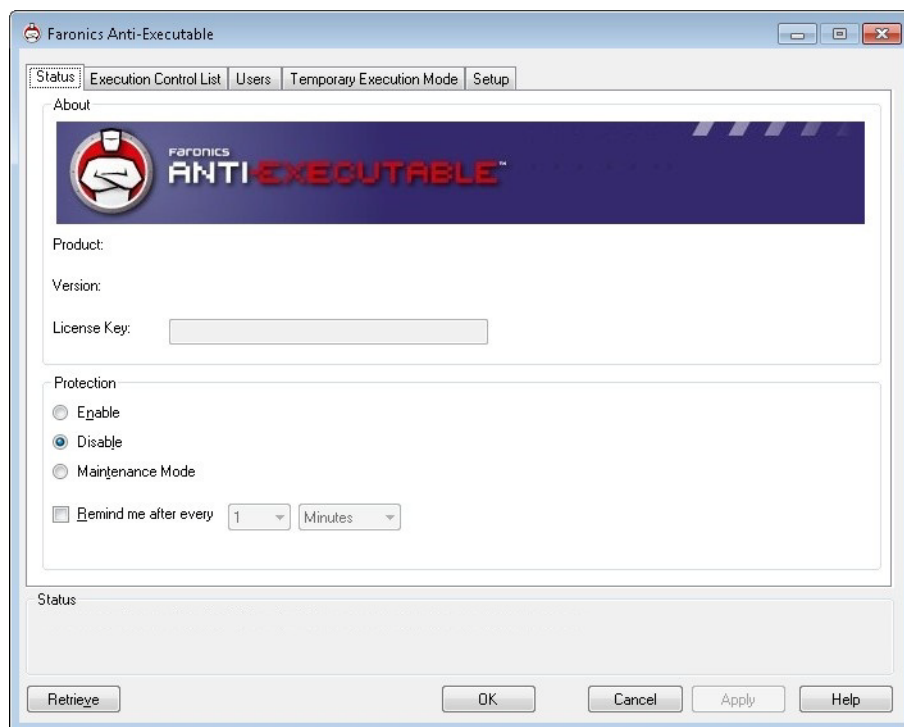 Faronics Anti-Executable
Status Execution Control List Users Temporary Execution Mode Setup
About
FARONICS
ANTI-EXECUTABLE™
Product:
Version:
License Key:
Protection
Enable
Disable
Maintenance Mode
Remind me after every 1 Minutes
Status
Retrieve OK Cancel Apply Help